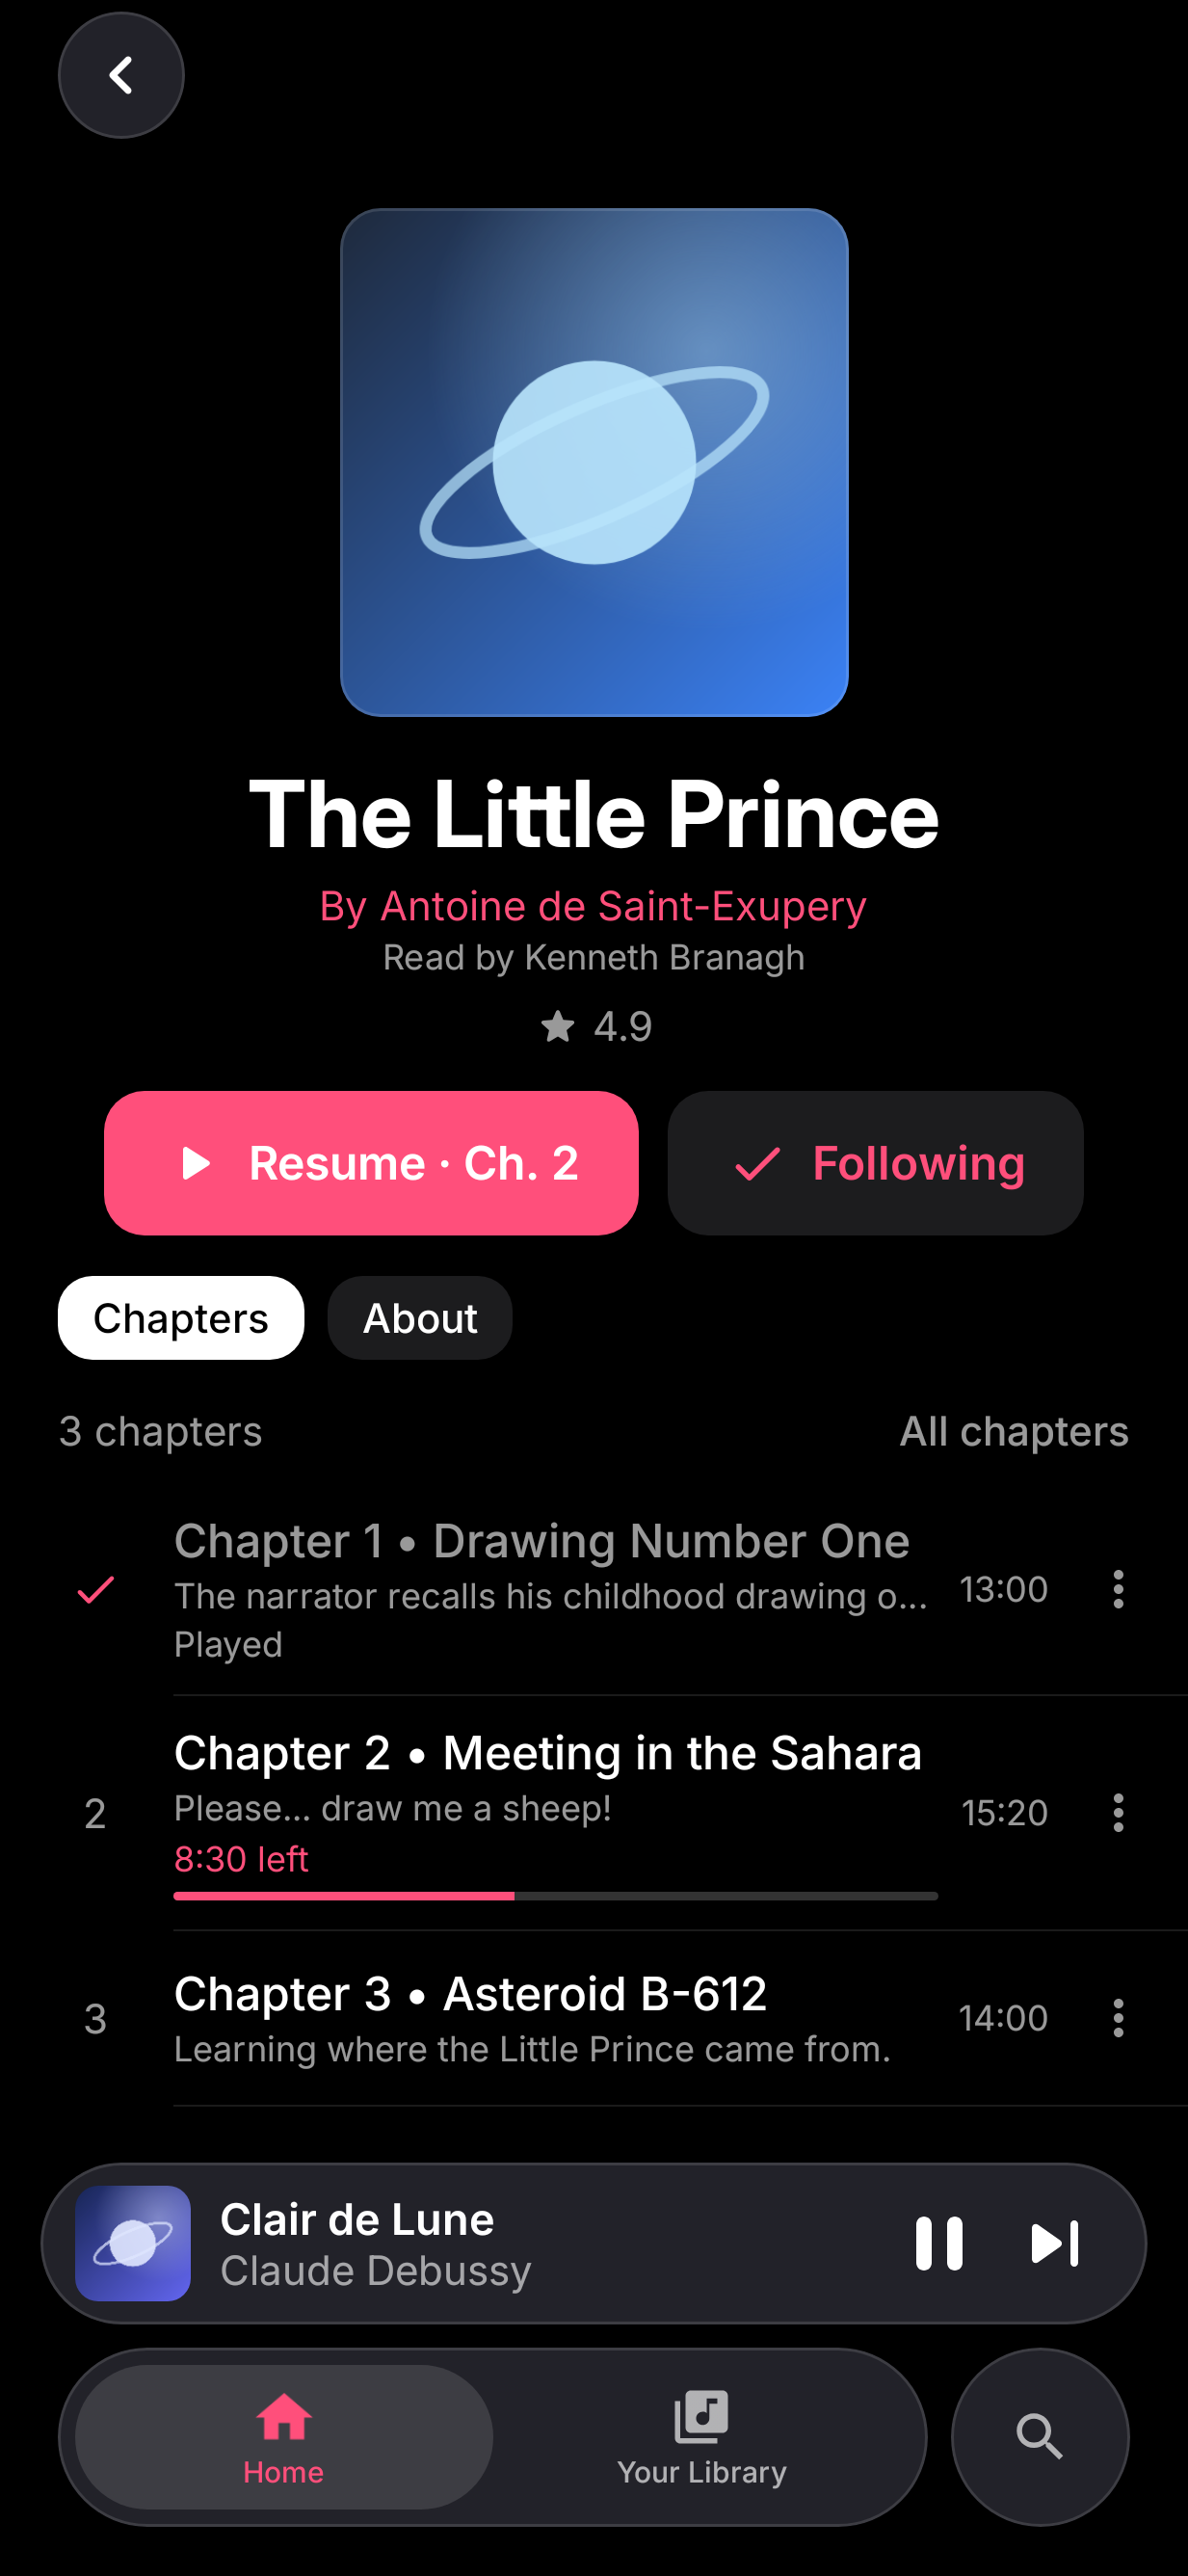 The Little Prince
By Antoine de Saint-Exupery
Read by Kenneth Branagh
4.9
Resume · Ch. 2
Following
Chapters
About
3 chapters
All chapters
Chapter 1 • Drawing Number One
The narrator recalls his childhood drawing o...
13:00
Played
Chapter 2 • Meeting in the Sahara
2
Please... draw me a sheep!
15:20
8:30 left
Chapter 3 • Asteroid B-612
3
14:00
Learning where the Little Prince came from.
Clair de Lune
Claude Debussy
Home
Your Library